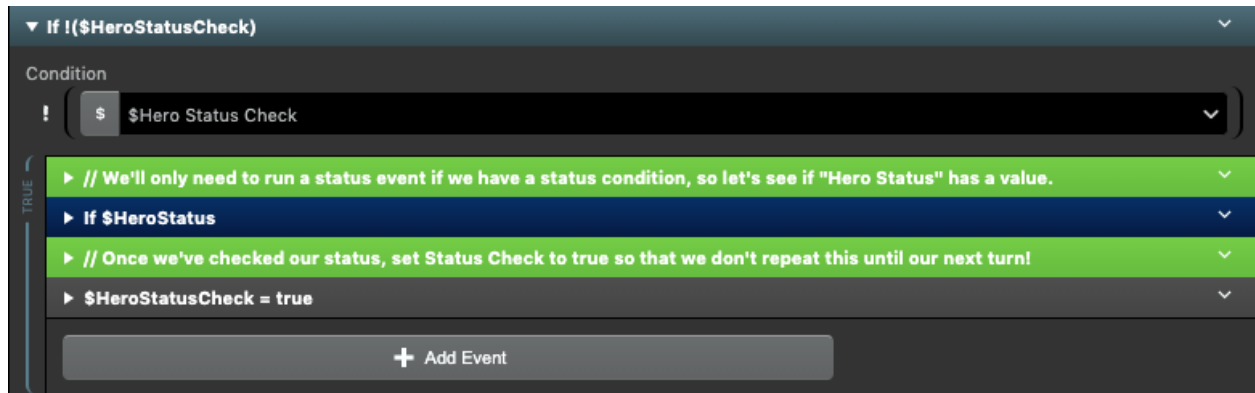 If !($HeroStatusCheck)
Condition
! $ $Hero Status Check
TRUE
// We'll only need to run a status event if we have a status condition, so let's see if "Hero Status" has a value.
If $HeroStatus
// Once we've checked our status, set Status Check to true so that we don't repeat this until our next turn!
$HeroStatusCheck = true
+ Add Event